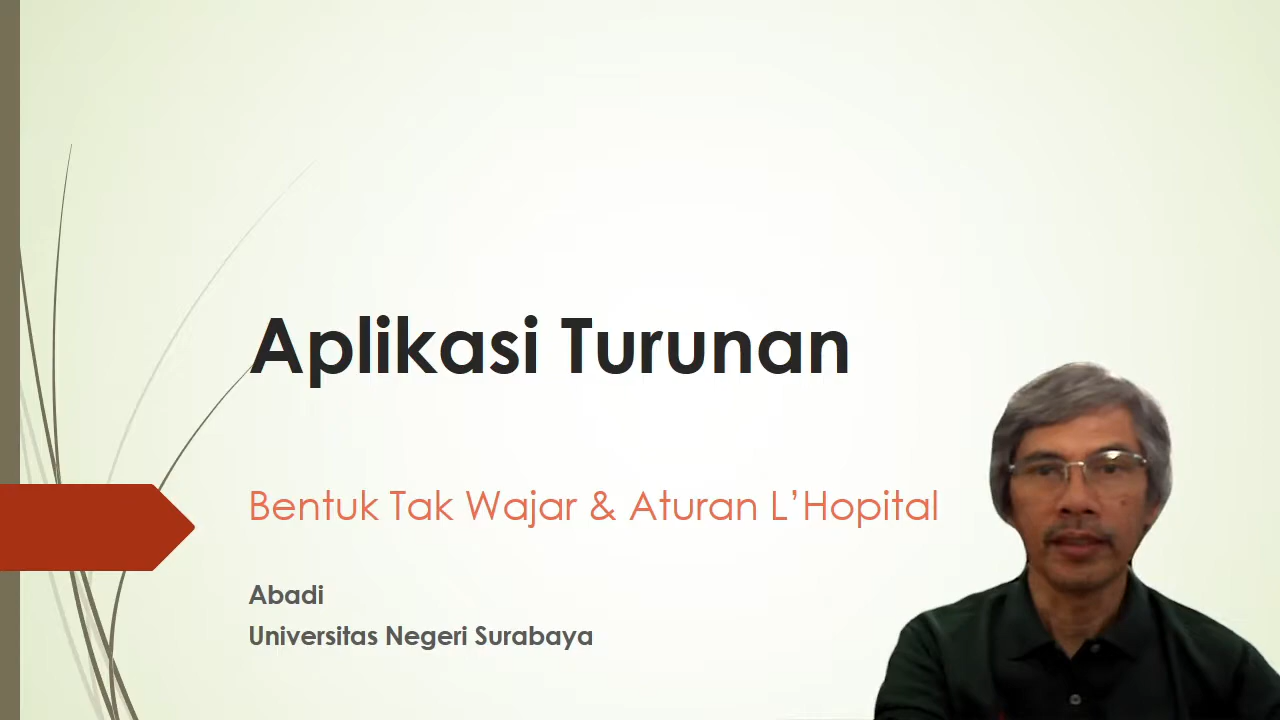 Aplikasi Turunan
Bentuk Tak Wajar & Aturan L’Hopital
Abadi
Universitas Negeri Surabaya